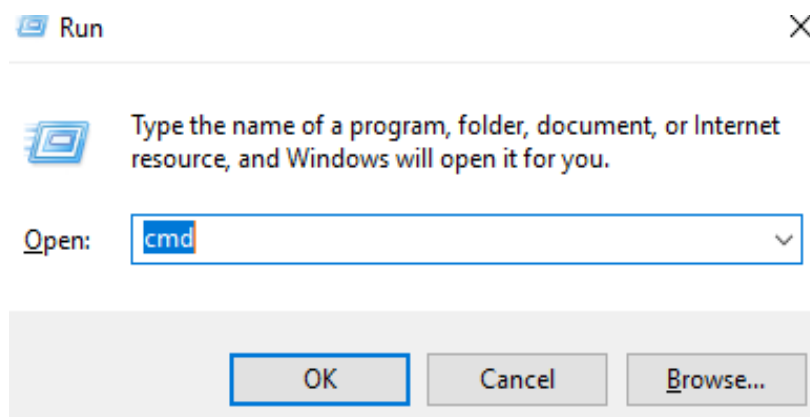 Run
Type the name of a program, folder, document, or Internet
resource, and Windows will open it for you.
Open: cmd
OK Cancel Browse...